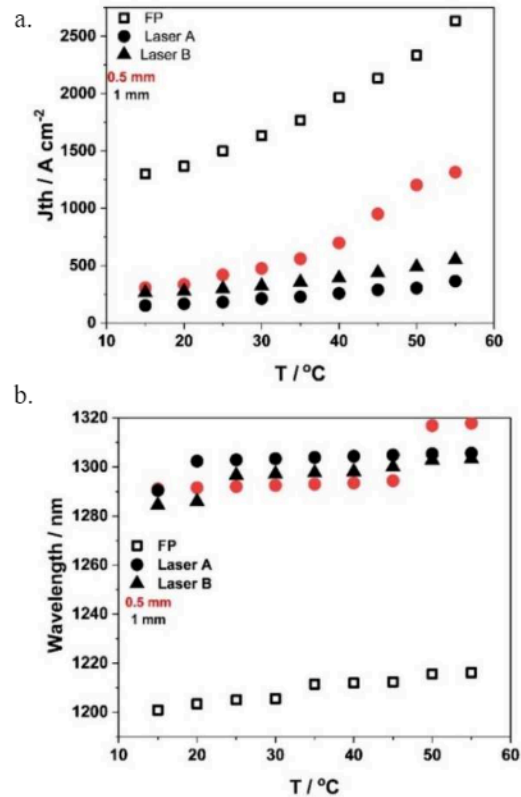 a.
FP
Laser A
Laser B
0.5 mm
1 mm
2500
2000
1500
1000
500
0
Jth / A cm⁻²
10 20 30 40 50 60
T / °C
b.
1320
1300
1280
1260
1240
1220
1200
Wavelength / nm
FP
Laser A
Laser B
0.5 mm
1 mm
10 20 30 40 50 60
T / °C